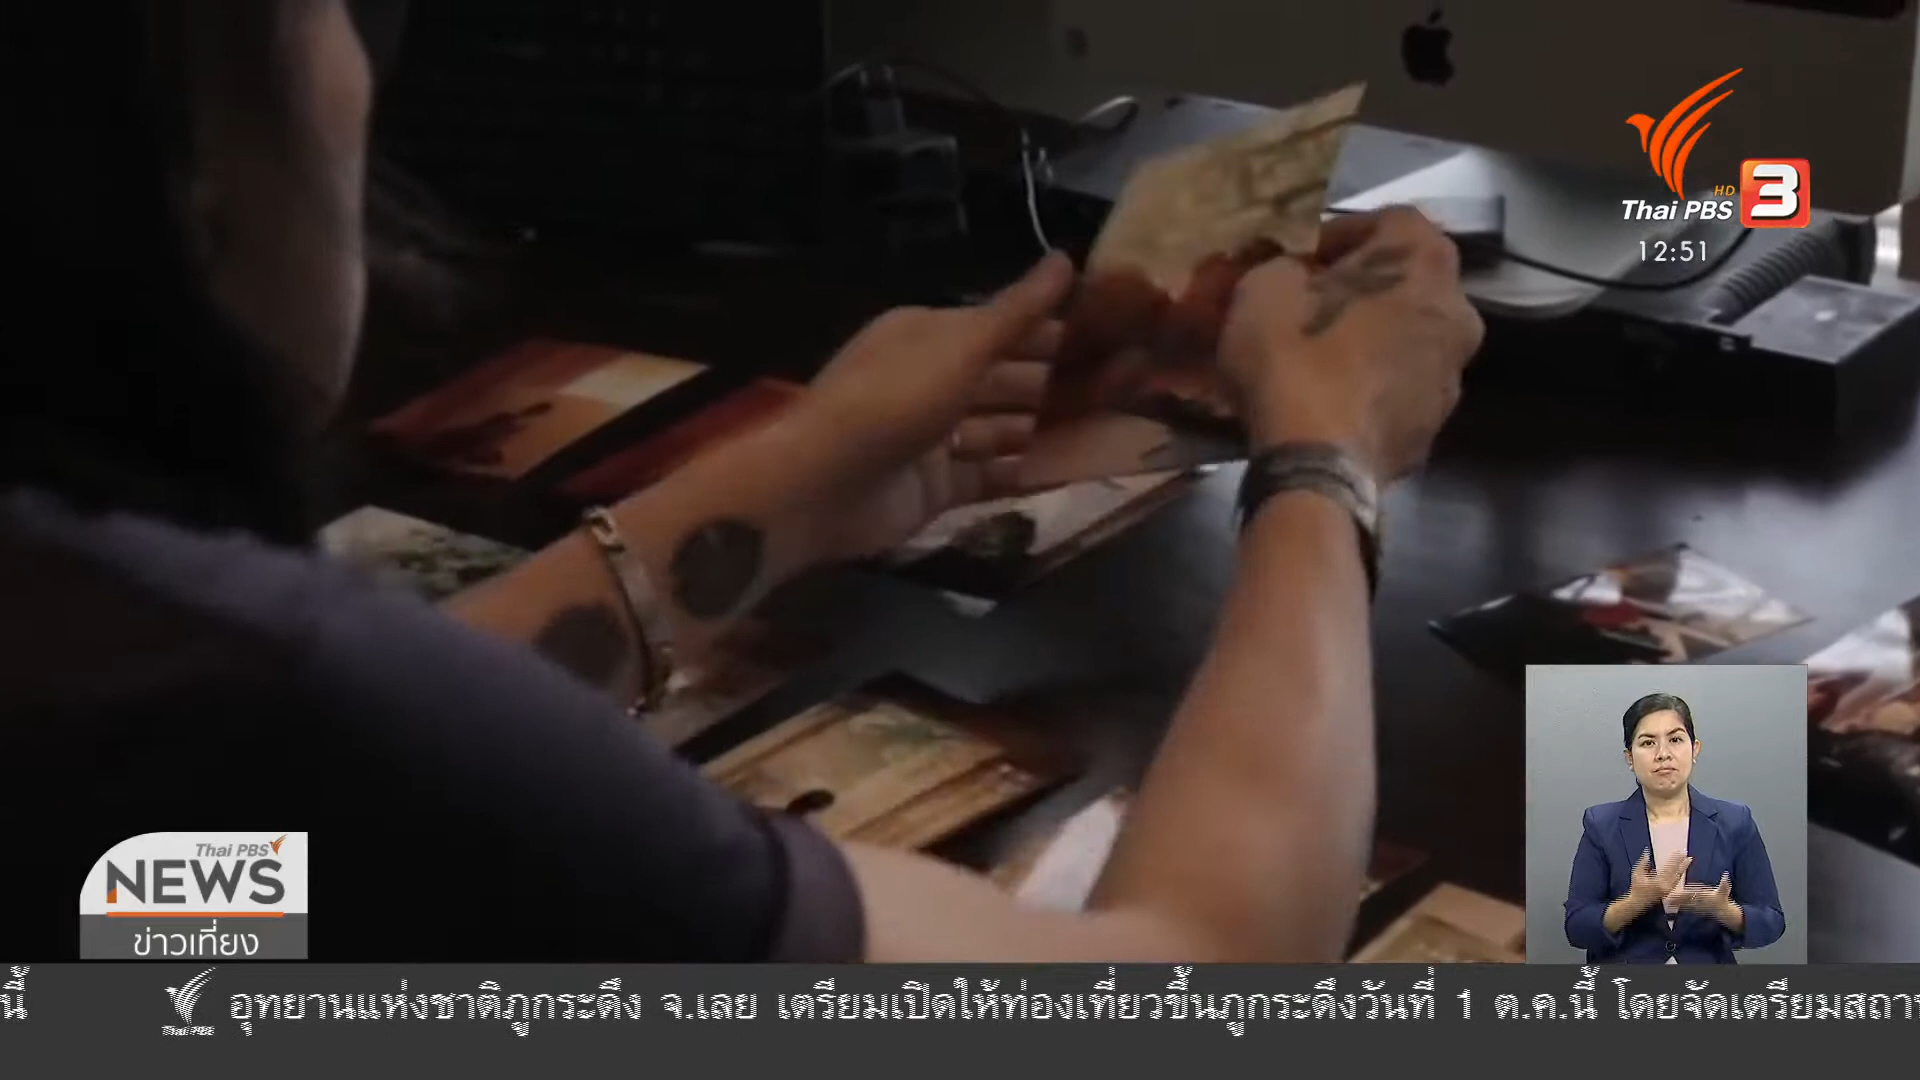 HD
Thai PBS 3
12:51
Thai PBS
NEWS
ข่าวเที่ยง
นี้ Thai PBS อุทยานแห่งชาติภูกระดึง จ.เลย เตรียมเปิดให้ท่องเที่ยวขึ้นภูกระดึงวันที่ 1 ต.ค.นี้ โดยจัดเตรียมสถาน